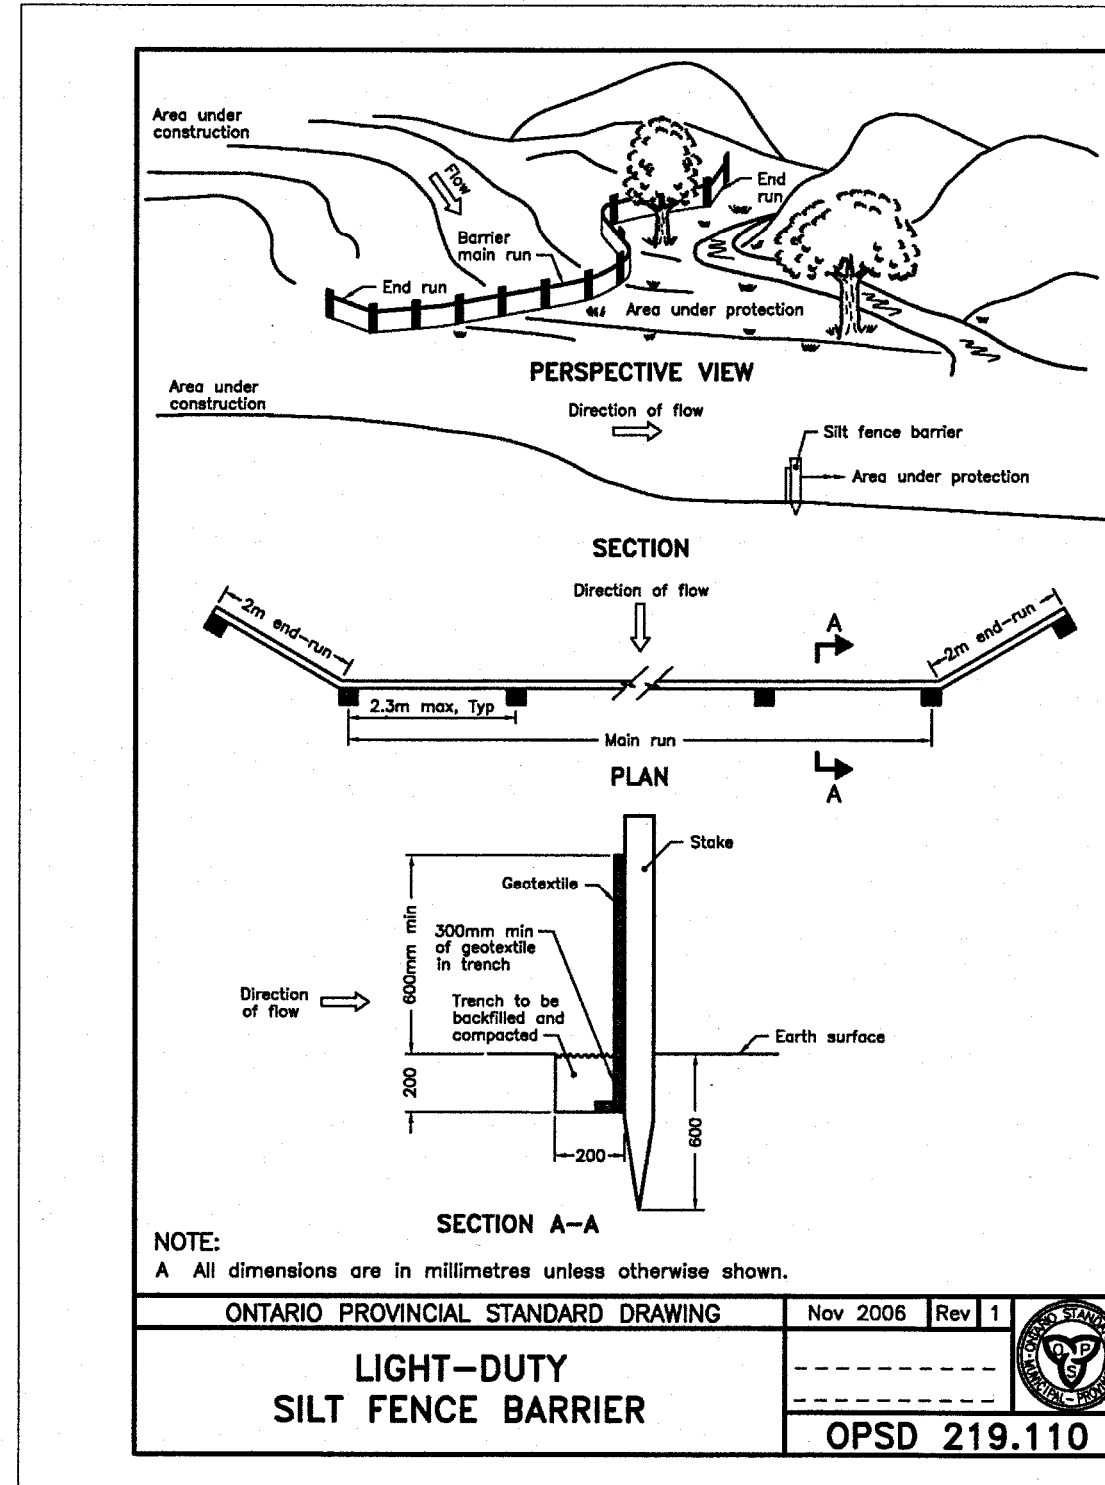 Area under
construction
Flow
End
run
Barrier
main run
End run
Area under protection
PERSPECTIVE VIEW
Area under
construction
Direction of flow
Silt fence barrier
Area under protection
SECTION
Direction of flow
2m end-run
A
2m end-run
2.3m max, Typ
Main run
A
PLAN
Stake
Geotextile
600mm min
300mm min
of geotextile
in trench
Direction
of flow
Trench to be
backfilled and
compacted
Earth surface
200
600
200
SECTION A-A
NOTE:
A All dimensions are in millimetres unless otherwise shown.
ONTARIO PROVINCIAL STANDARD DRAWING
Nov 2006 Rev 1
LIGHT-DUTY
SILT FENCE BARRIER
O P S
OPSD 219.110